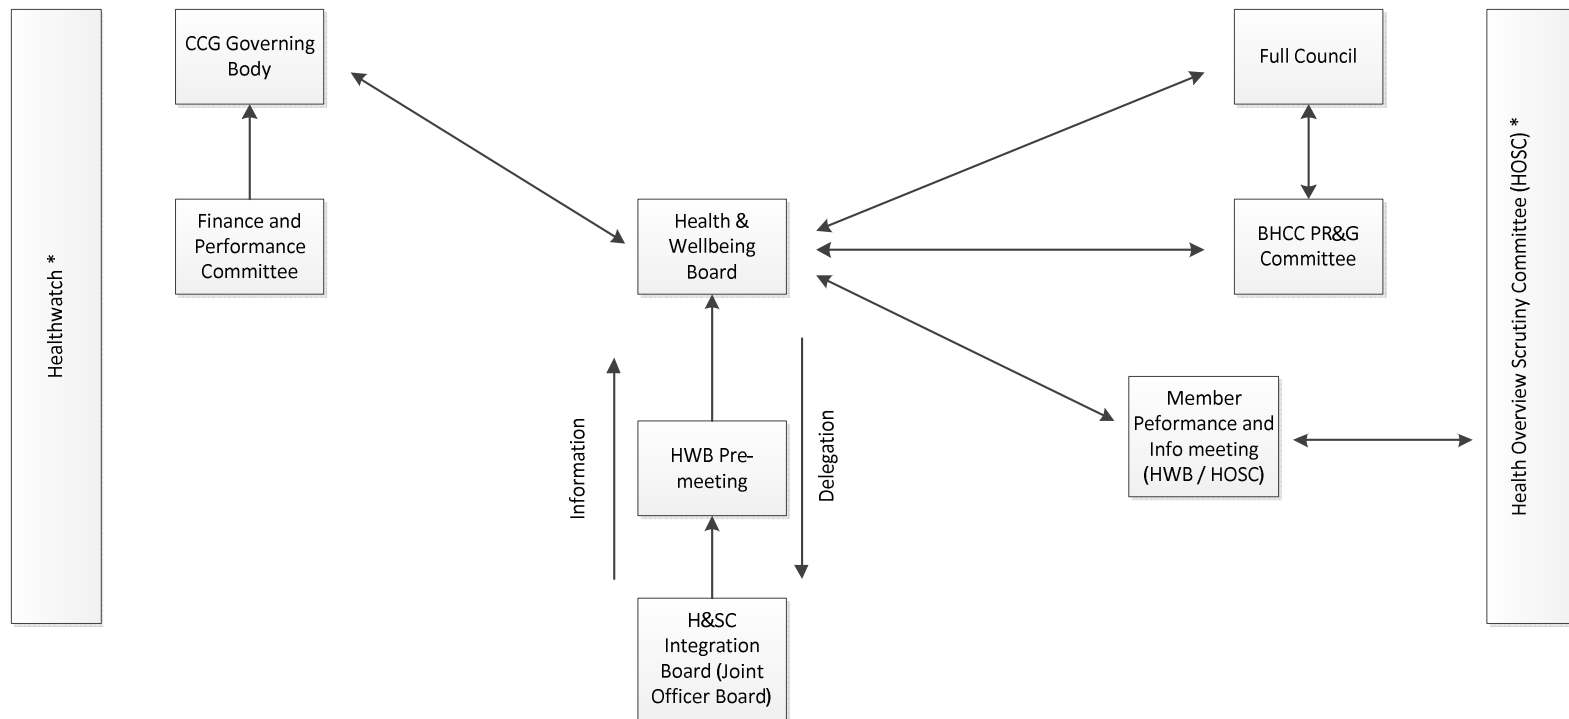 Healthwatch *
CCG Governing
Body
Finance and
Performance
Committee
Health &
Wellbeing
Board
Information
HWB Pre-
meeting
Delegation
H&SC
Integration
Board (Joint
Officer Board)
Full Council
BHCC PR&G
Committee
Member
Peformance and
Info meeting
(HWB / HOSC)
Health Overview Scrutiny Committee (HOSC) *